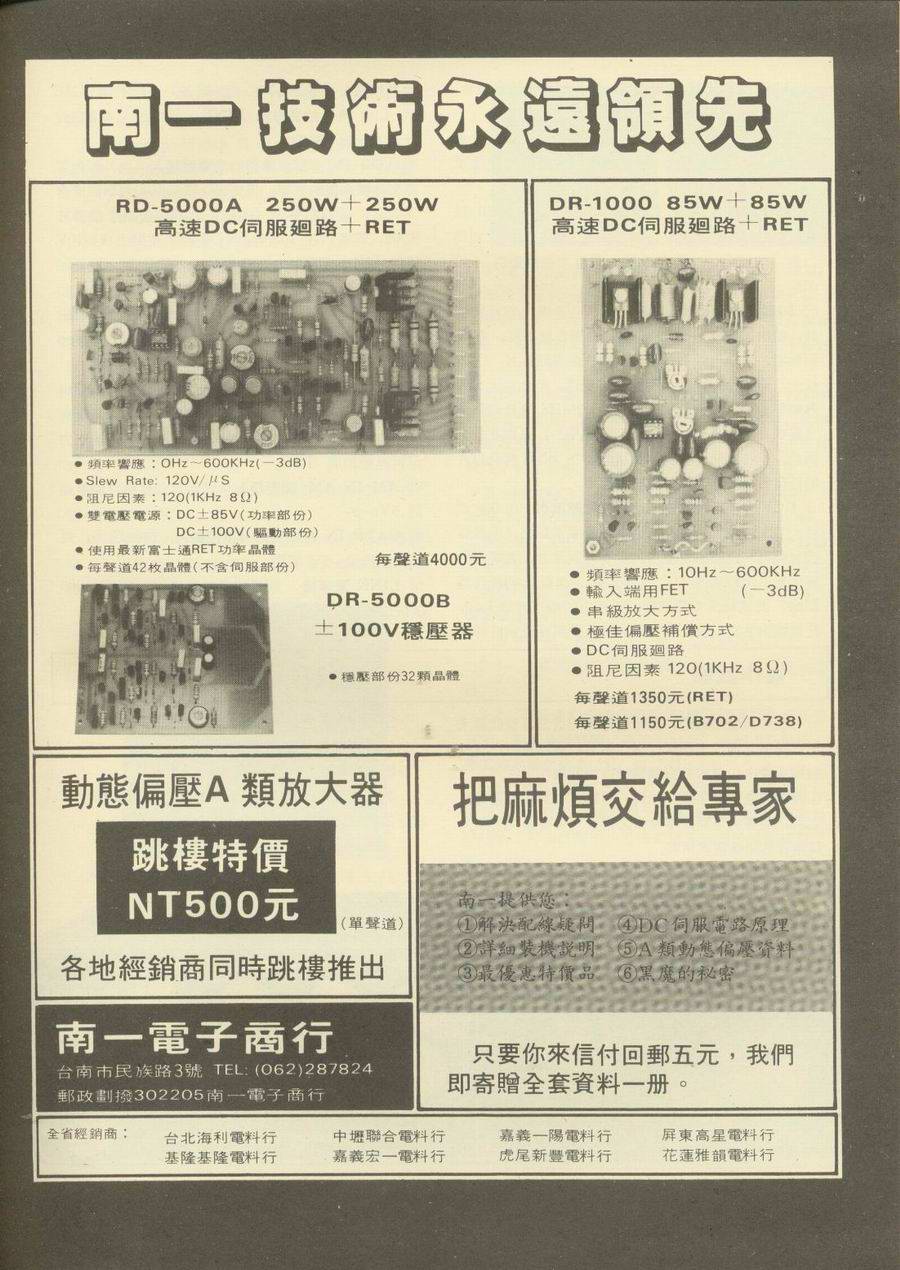 南一技術永遠領先
RD-5000A 250W+250W
高速DC伺服廻路+RET
● 頻率響應：0Hz～600KHz(－3dB)
● Slew Rate: 120V/μS
● 阻尼因素：120(1KHz 8Ω)
● 雙電壓電源：DC±85V(功率部份)
DC±100V(驅動部份)
● 使用最新富士通RET功率晶體
● 每聲道42枚晶體(不含伺服部份)
每聲道4000元
DR-5000B
±100V穩壓器
● 穩壓部份32顆晶體
DR-1000 85W+85W
高速DC伺服廻路+RET
● 頻率響應：10Hz～600KHz
(－3dB)
● 輸入端用FET
● 串級放大方式
● 極佳偏壓補償方式
● DC伺服廻路
● 阻尼因素 120(1KHz 8Ω)
每聲道1350元(RET)
每聲道1150元(B702/D738)
動態偏壓A 類放大器
跳樓特價
NT500元
(單聲道)
各地經銷商同時跳樓推出
把麻煩交給專家
南一提供您：
①解決配線疑問 ④DC伺服電路原理
②詳細裝機說明 ⑤A類動態偏壓資料
③最優惠特價品 ⑥黑魔的秘密
只要你來信付回郵五元，我們
即寄贈全套資料一册。
南一電子商行
台南市民族路3號 TEL: (062)287824
郵政劃撥302205南一電子商行
全省經銷商：
台北海利電料行 中壢聯合電料行 嘉義一陽電料行 屏東高星電料行
基隆基隆電料行 嘉義宏一電料行 虎尾新豐電料行 花蓮雅韻電料行